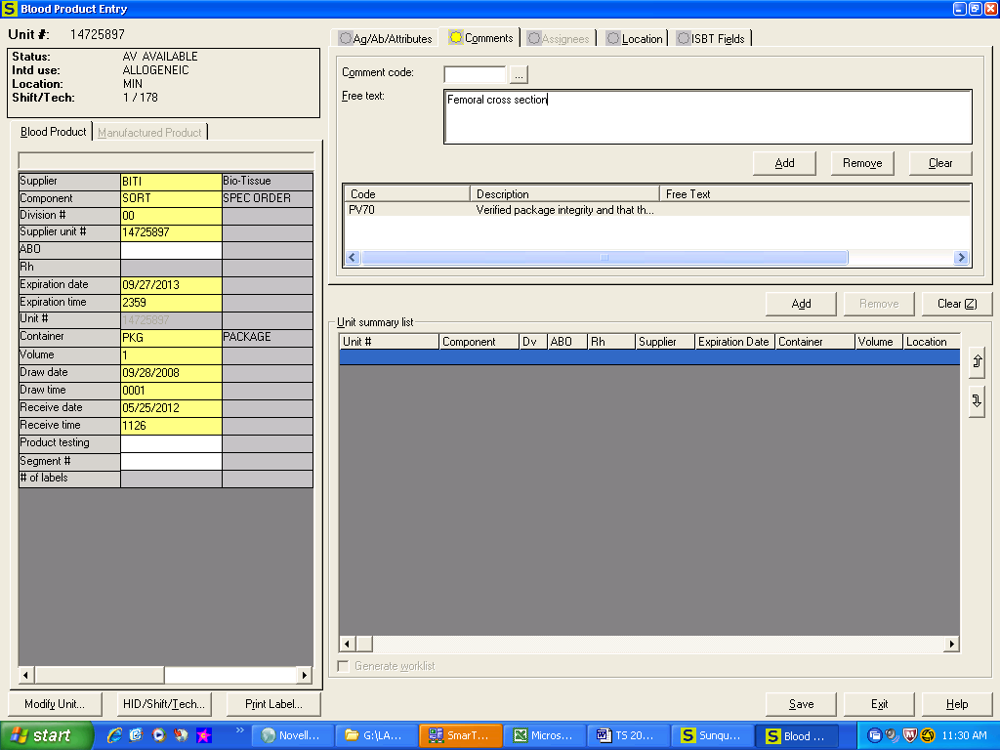 Blood Product Entry
Unit #: 14725897
Status: AV AVAILABLE
Intd use: ALLOGENEIC
Location: MIN
Shift/Tech: 1 / 178
Blood Product Manufactured Product
Supplier BITI Bio-Tissue
Component SORT SPEC ORDER
Division # 00
Supplier unit # 14725897
ABO
Rh
Expiration date 09/27/2013
Expiration time 2359
Unit # 14725897
Container PKG PACKAGE
Volume 1
Draw date 09/28/2008
Draw time 0001
Receive date 05/25/2012
Receive time 1126
Product testing
Segment #
# of labels
Modify Unit... HID/Shift/Tech... Print Label...
Ag/Ab/Attributes Comments Assignees Location ISBT Fields
Comment code: ...
Free text: Femoral cross section
Add Remove Clear
Code Description Free Text
PV70 Verified package integrity and that th...
Add Remove Clear (Z)
Unit summary list
Unit # Component Dv ABO Rh Supplier Expiration Date Container Volume Location
Generate worklist
Save Exit Help
start Novell... G:\LA... SmarT... Micros... TS 20... Sunqu... Blood ... 11:30 AM